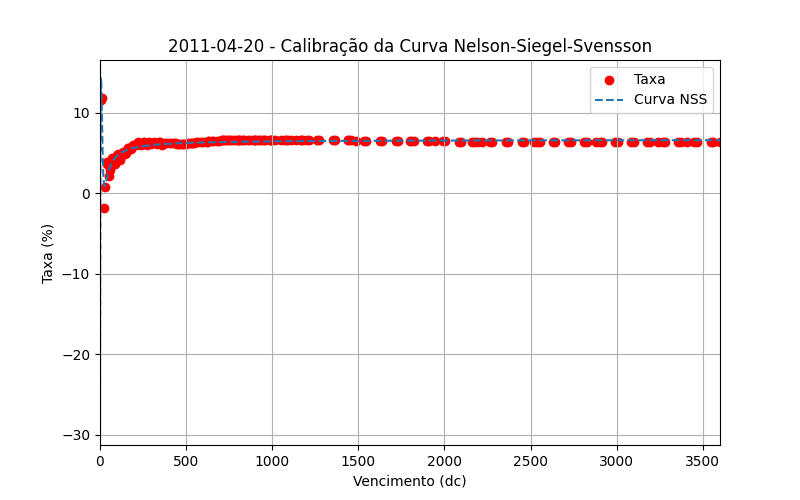 2011-04-20 - Calibração da Curva Nelson-Siegel-Svensson
Taxa
Curva NSS
10
0
−10
−20
−30
Taxa (%)
0 500 1000 1500 2000 2500 3000 3500
Vencimento (dc)